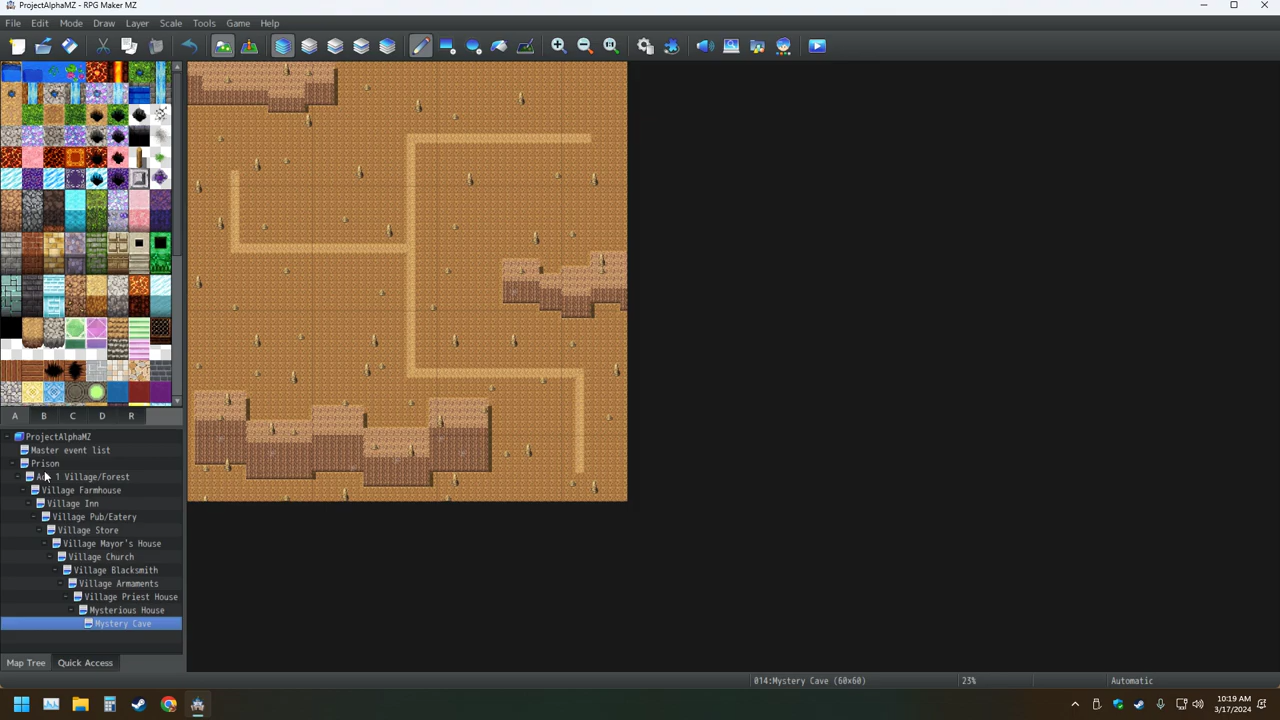 ProjectAlphaMZ - RPG Maker MZ
File Edit Mode Draw Layer Scale Tools Game Help
A B C D R
ProjectAlphaMZ
Master event list
Prison
1 Village/Forest
Village Farmhouse
Village Inn
Village Pub/Eatery
Village Store
Village Mayor's House
Village Church
Village Blacksmith
Village Armaments
Village Priest House
Mysterious House
Mystery Cave
Map Tree Quick Access
014:Mystery Cave (60x60) 23% Automatic
10:19 AM
3/17/2024